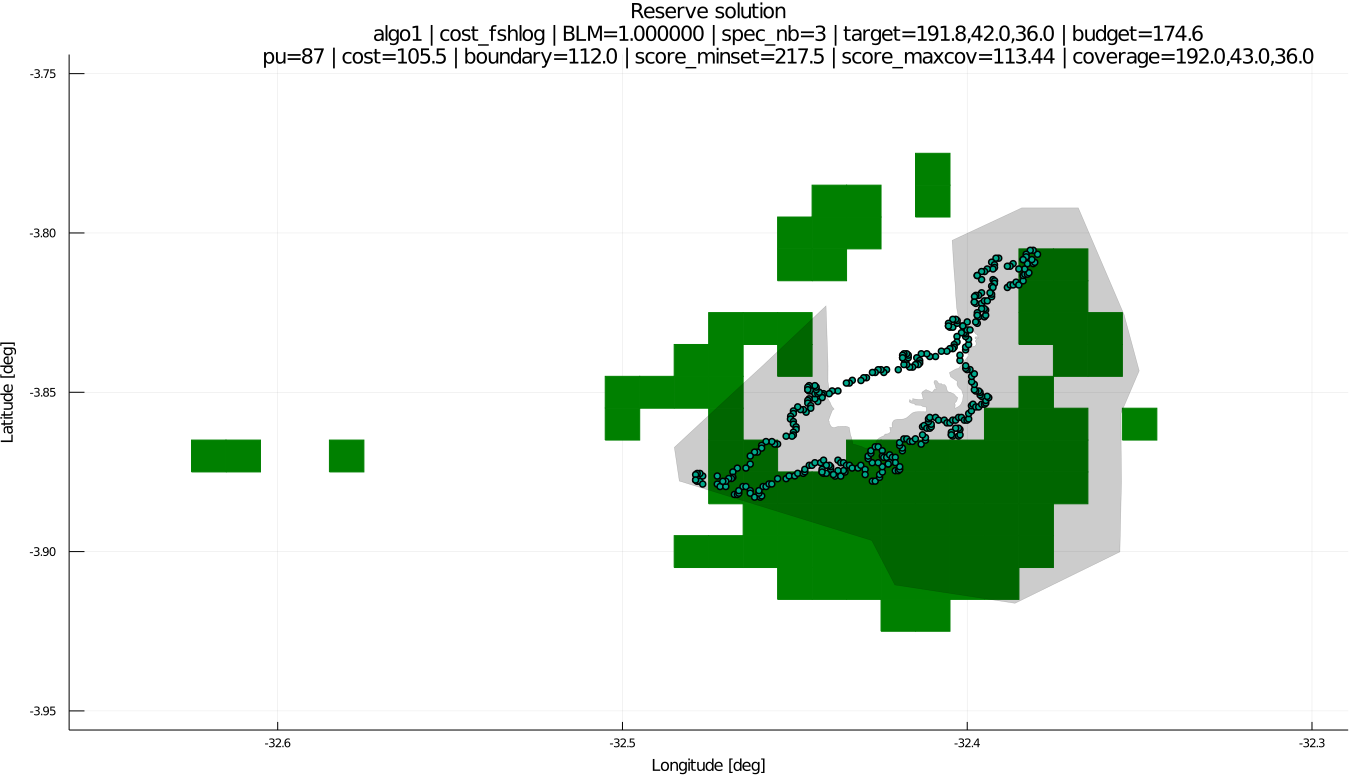 Reserve solution
algo1 | cost_fshlog | BLM=1.000000 | spec_nb=3 | target=191.8,42.0,36.0 | budget=174.6
pu=87 | cost=105.5 | boundary=112.0 | score_minset=217.5 | score_maxcov=113.44 | coverage=192.0,43.0,36.0
-3.75
-3.80
-3.85
-3.90
-3.95
Latitude [deg]
-32.6
-32.5
-32.4
-32.3
Longitude [deg]